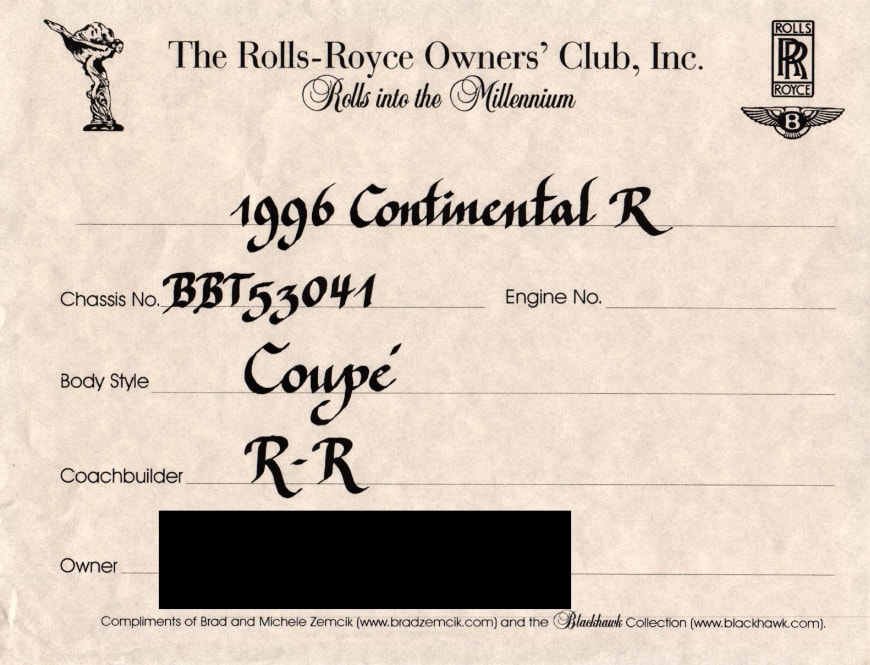 The Rolls-Royce Owners' Club, Inc.
Rolls into the Millennium
ROLLS
RR
ROYCE
B
1996 Continental R
Chassis No. BBT53041 Engine No.
Body Style Coupé
Coachbuilder R-R
Owner
Compliments of Brad and Michele Zemcik (www.bradzemcik.com) and the Blackhawk Collection (www.blackhawk.com).